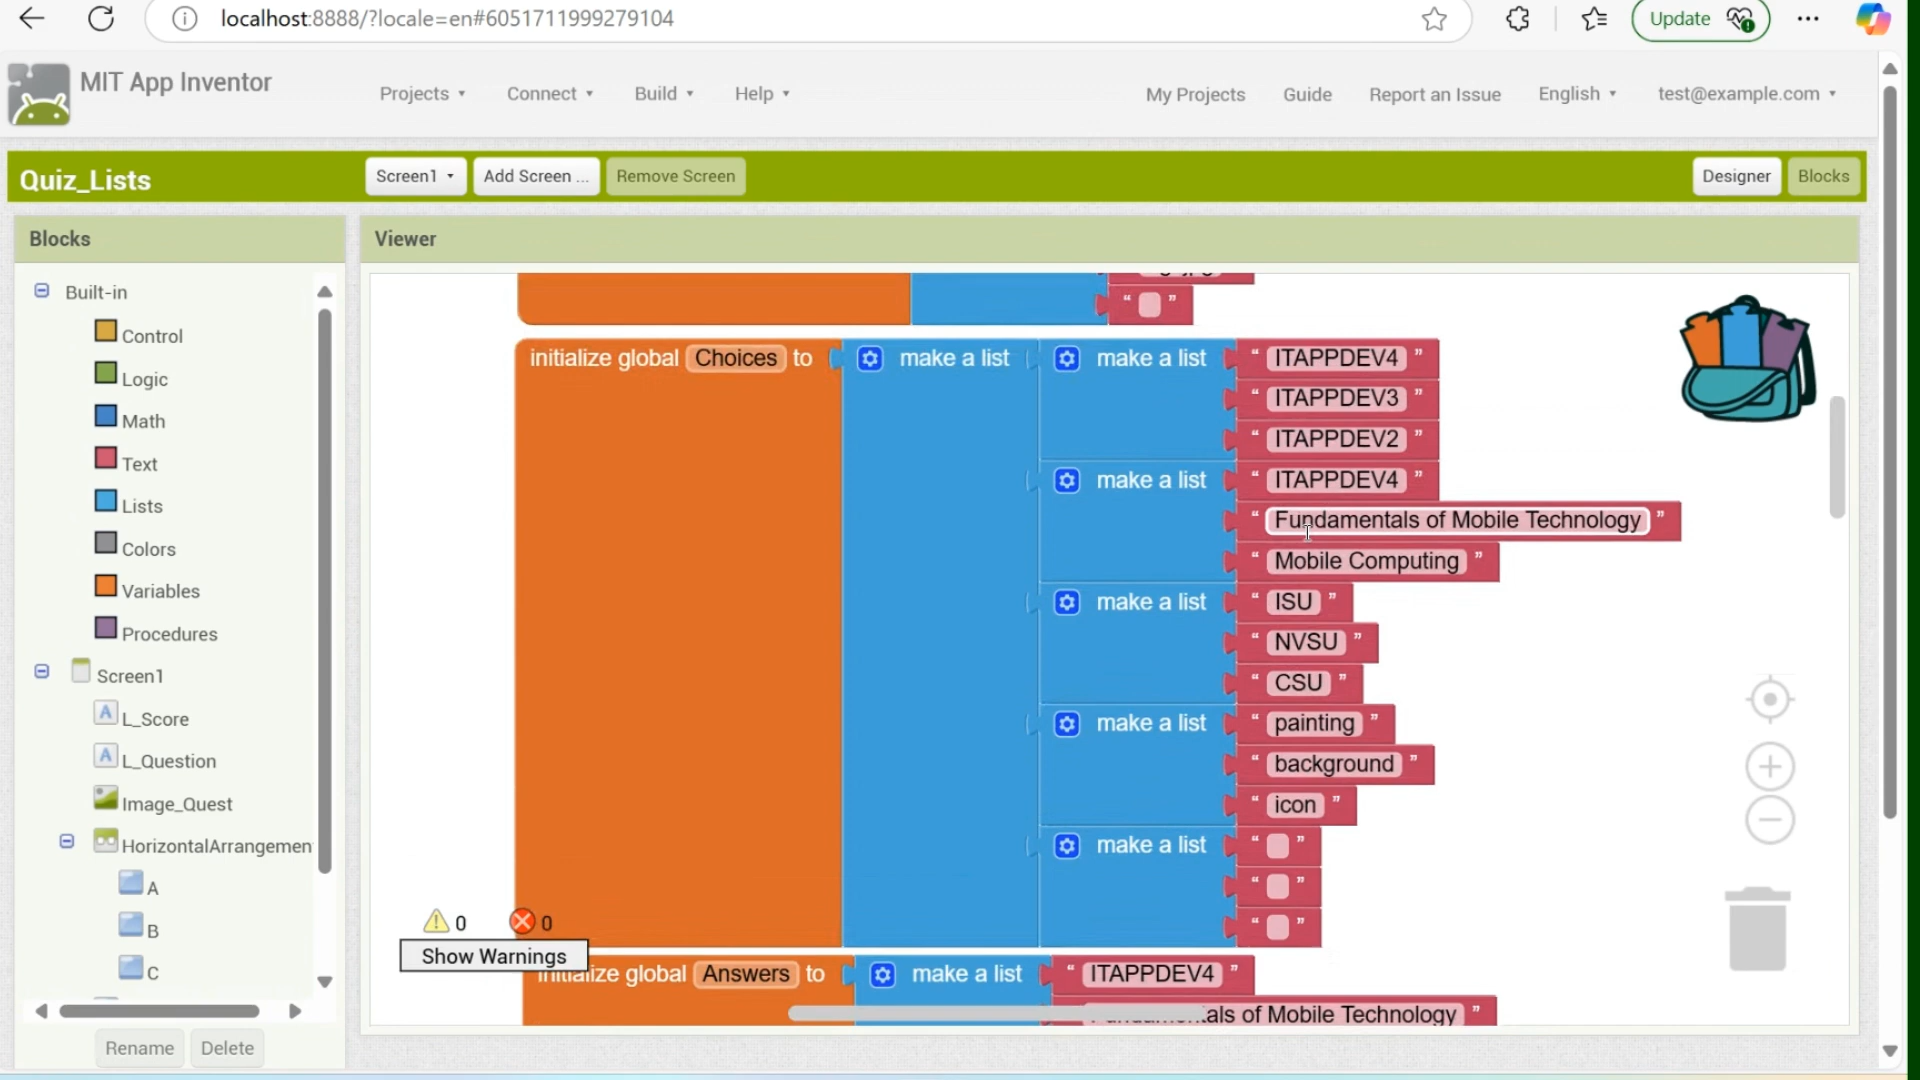 localhost:8888/?locale=en#6051711999279104
Update
MIT App Inventor
Projects
Connect
Build
Help
My Projects
Guide
Report an Issue
English
test@example.com
Quiz_Lists
Screen1
Add Screen ...
Remove Screen
Designer
Blocks
Blocks
Viewer
Built-in
Control
Logic
Math
Text
Lists
Colors
Variables
Procedures
Screen1
L_Score
L_Question
Image_Quest
HorizontalArrangemen
A
B
C
Rename
Delete
“ ”
initialize global Choices to make a list make a list “ ITAPPDEV4 ”
“ ITAPPDEV3 ”
“ ITAPPDEV2 ”
make a list “ ITAPPDEV4 ”
“ Fundamentals of Mobile Technology ”
“ Mobile Computing ”
make a list “ ISU ”
“ NVSU ”
“ CSU ”
make a list “ painting ”
“ background ”
“ icon ”
make a list “ ”
“ ”
“ ”
0 0
Show Warnings
initialize global Answers to make a list “ ITAPPDEV4 ”
of Mobile Technology ”